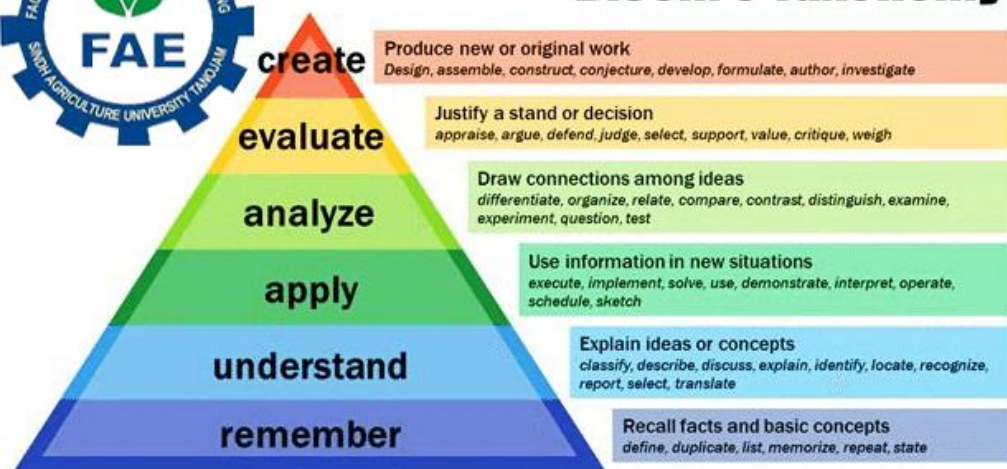 FAE
SINDH AGRICULTURE UNIVERSITY TANDOJAM
create
Produce new or original work
Design, assemble, construct, conjecture, develop, formulate, author, investigate
evaluate
Justify a stand or decision
appraise, argue, defend, judge, select, support, value, critique, weigh
analyze
Draw connections among ideas
differentiate, organize, relate, compare, contrast, distinguish, examine,
experiment, question, test
apply
Use information in new situations
execute, implement, solve, use, demonstrate, interpret, operate,
schedule, sketch
understand
Explain ideas or concepts
classify, describe, discuss, explain, identify, locate, recognize,
report, select, translate
remember
Recall facts and basic concepts
define, duplicate, list, memorize, repeat, state